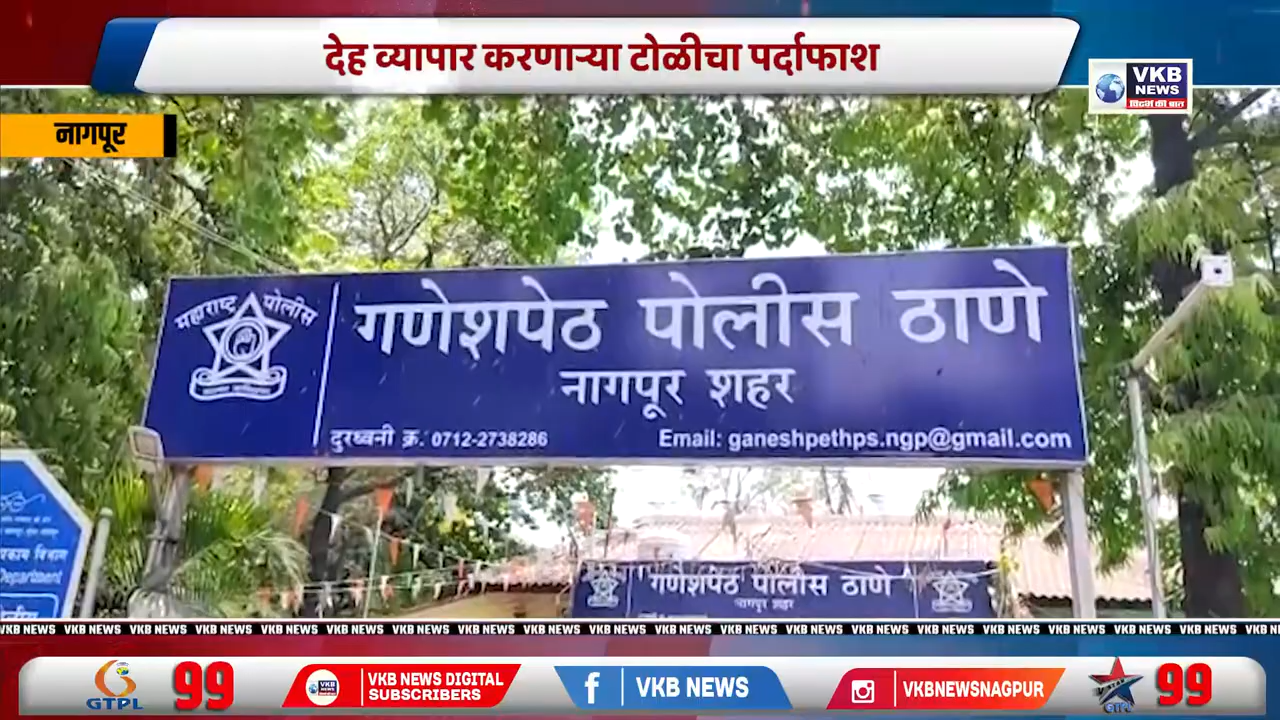 देह व्यापार करणाऱ्या टोळीचा पर्दाफाश
VKB
NEWS
विदर्भ की बात
नागपूर
महाराष्ट्र पोलीस
गणेशपेठ पोलीस ठाणे
नागपूर शहर
दुरध्वनी क्र. 0712-2738286
Email: ganeshpethps.ngp@gmail.com
Department
गणेशपेठ पोलीस ठाणे
नागपूर शहर
VKB NEWS VKB NEWS VKB NEWS VKB NEWS VKB NEWS VKB NEWS VKB NEWS VKB NEWS VKB NEWS VKB NEWS VKB NEWS VKB NEWS VKB NEWS VKB NEWS VKB NEWS VKB NEWS VKB NEWS VKB NEWS VKB NEWS
GTPL 99
VKB NEWS DIGITAL
SUBSCRIBERS
f VKB NEWS
VKBNEWSNAGPUR
GTPL 99